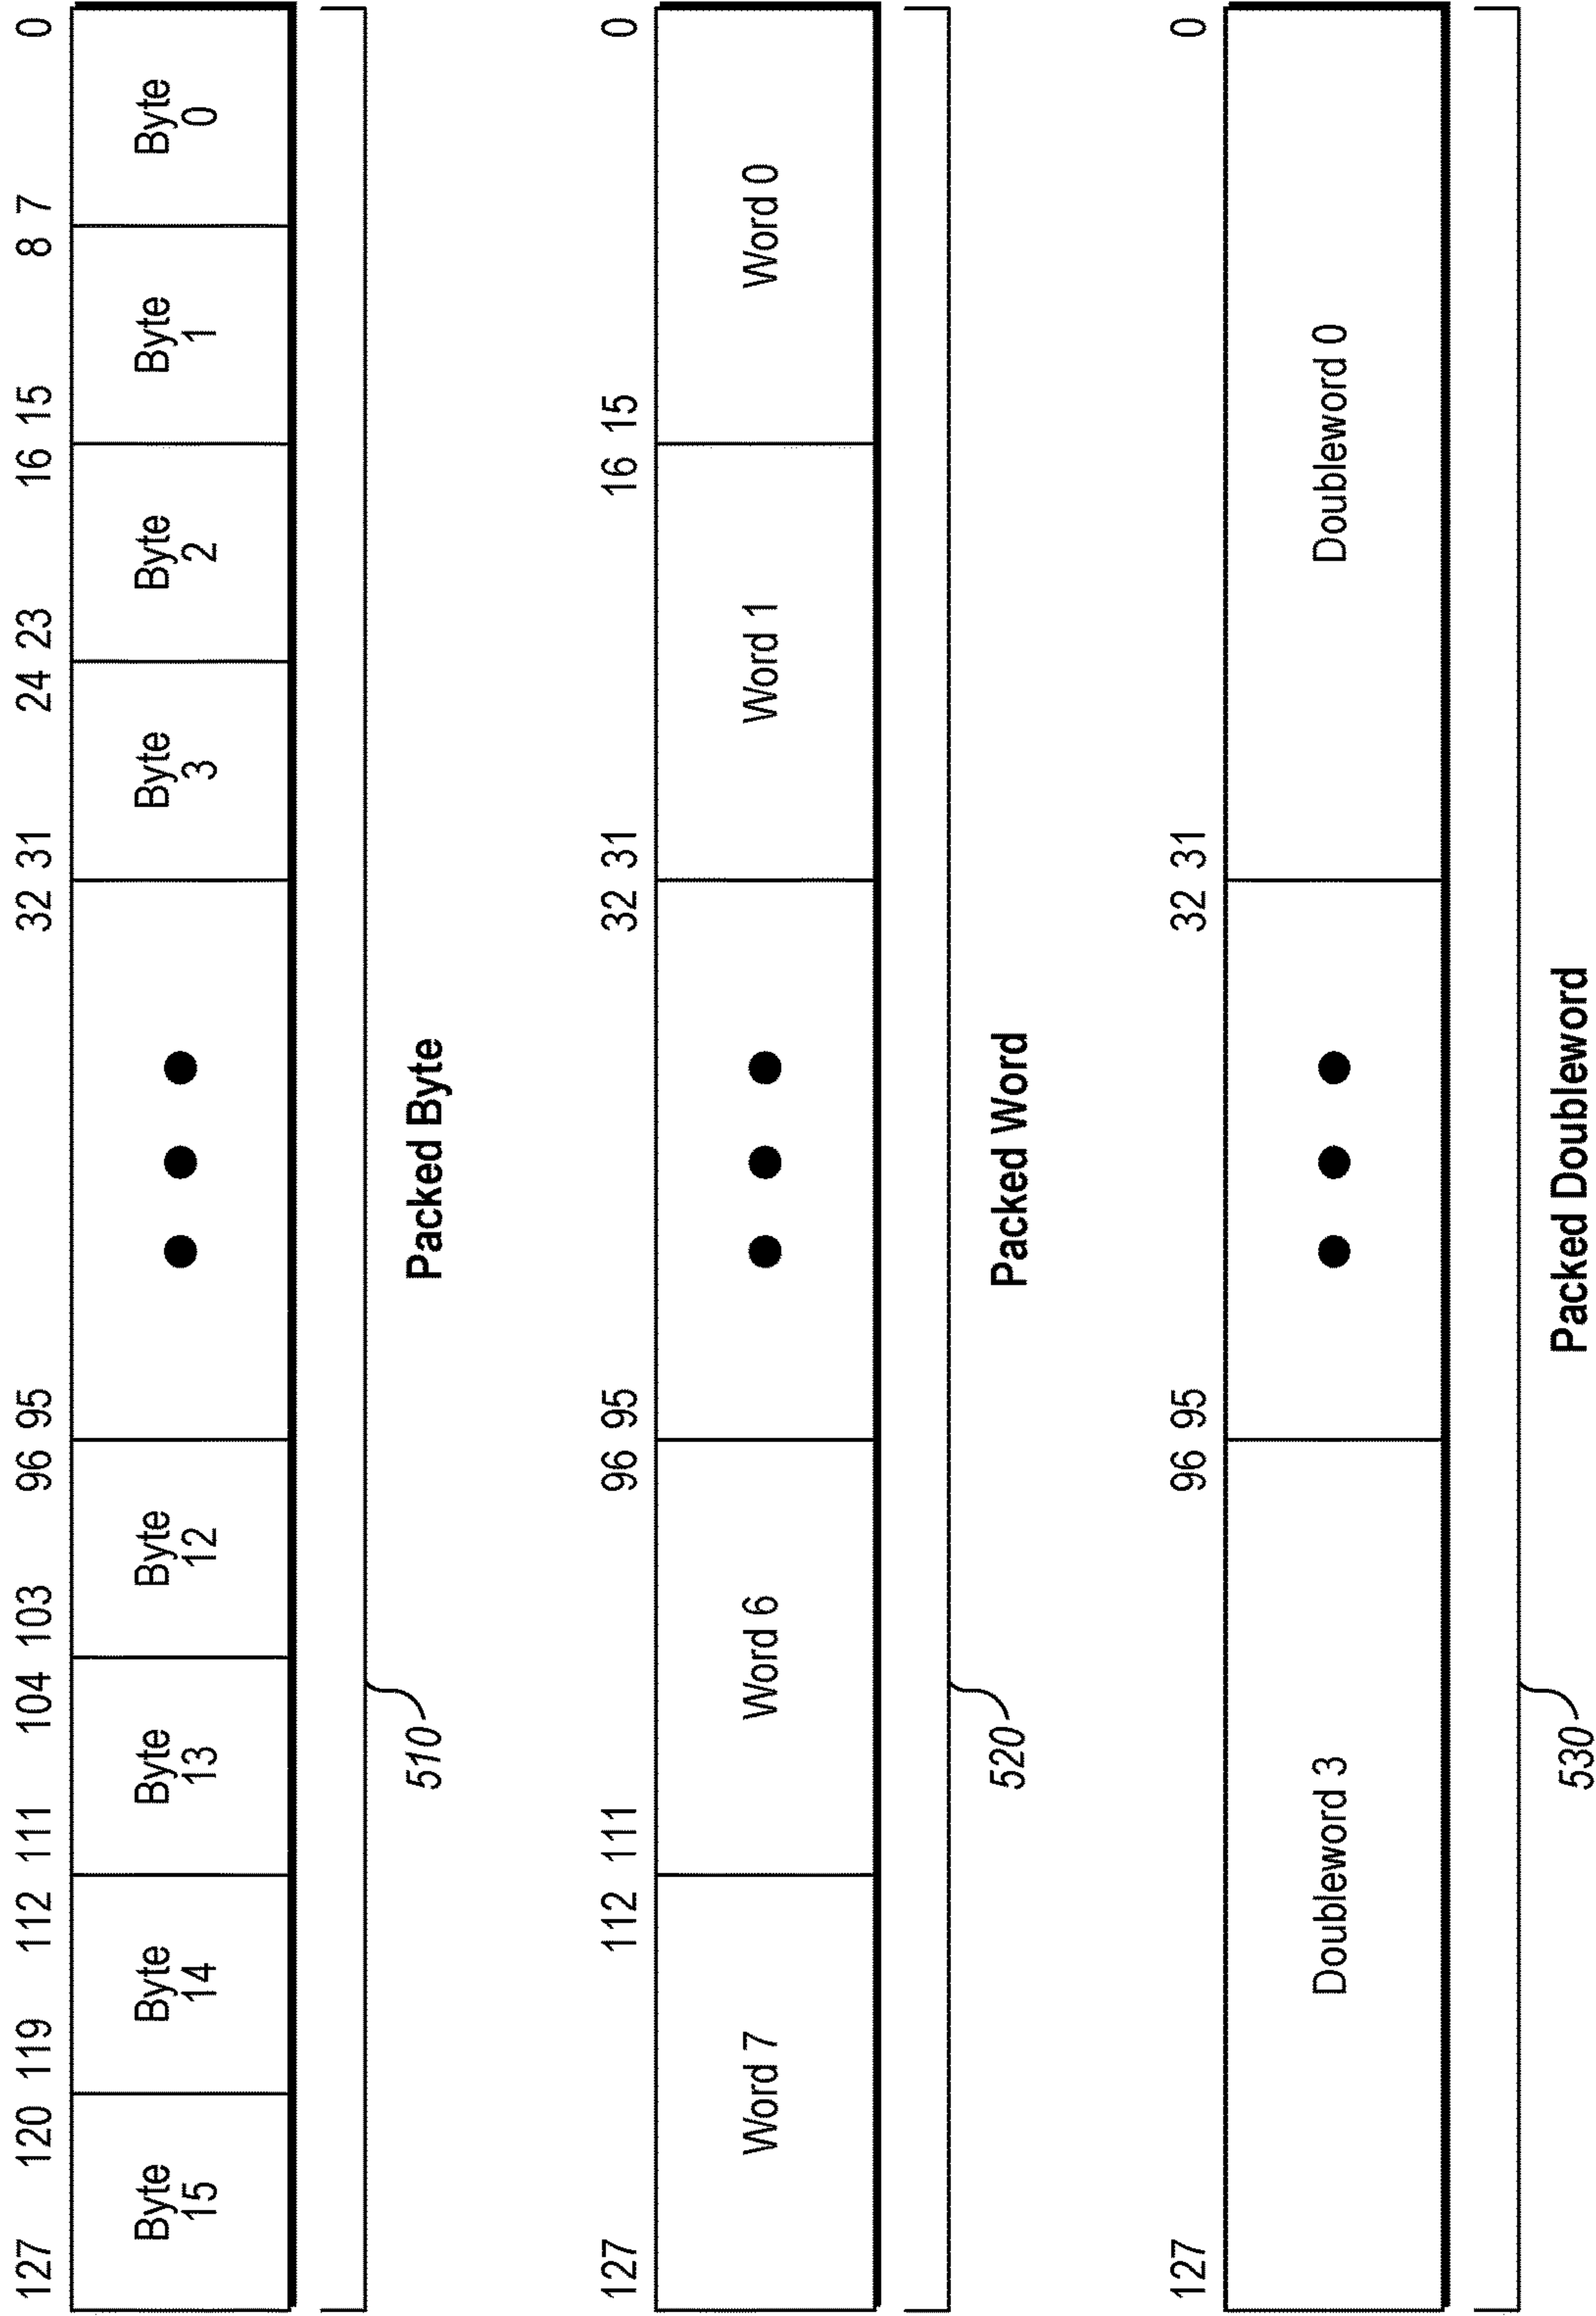 127 120 119 112 111 104 103 96 95 32 31 24 23 16 15 8 7 0
Byte Byte Byte Byte Byte Byte Byte Byte
15 14 13 12 3 2 1 0
510
Packed Byte
127 112 111 96 95 32 31 16 15 0
Word 7 Word 6 Word 1 Word 0
520
Packed Word
127 96 95 32 31 0
Doubleword 3 Doubleword 0
530
Packed Doubleword